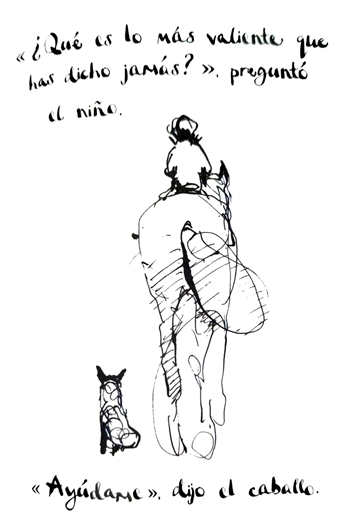 «¿Qué es lo más valiente que
has dicho jamás?», preguntó
el niño.
«Ayúdame», dijo el caballo.